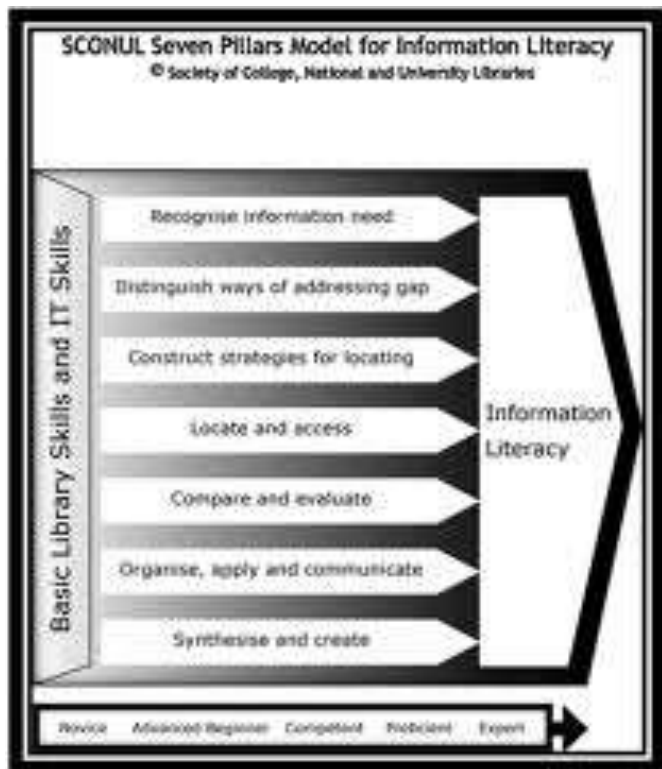 SCONUL Seven Pillars Model for Information Literacy
© Society of College, National and University Libraries
Basic Library Skills and IT Skills
Recognise information need
Distinguish ways of addressing gap
Construct strategies for locating
Locate and access
Compare and evaluate
Organise, apply and communicate
Synthesise and create
Information
Literacy
Novice Advanced Beginner Competent Proficient Expert